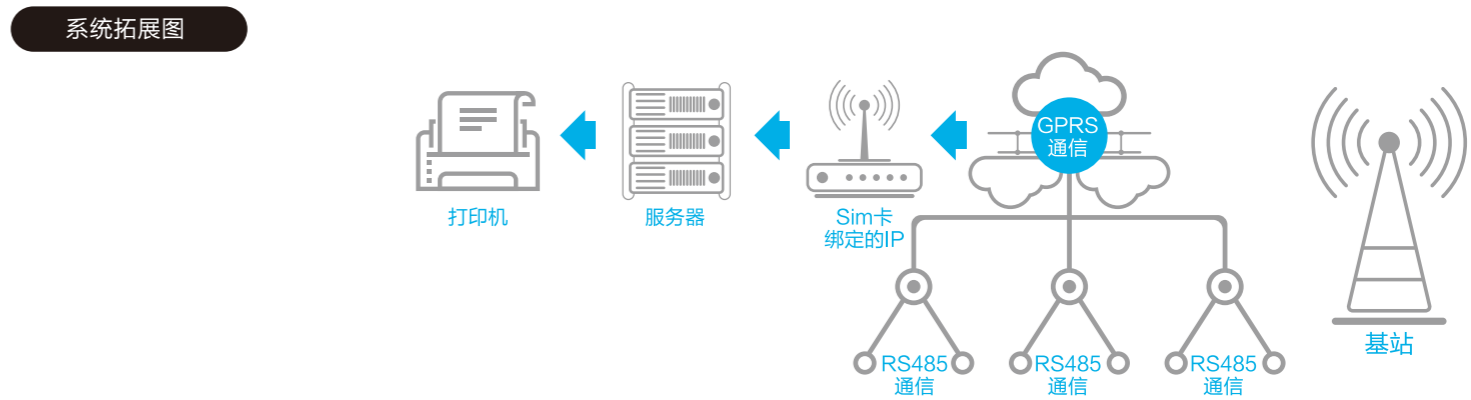 系统拓展图
GPRS
通信
打印机
服务器
Sim卡
绑定的IP
基站
RS485
通信
RS485
通信
RS485
通信